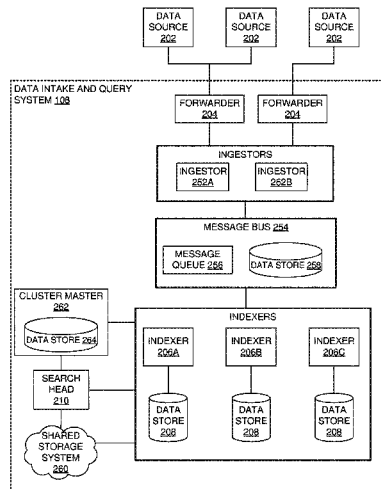 DATA
SOURCE
202
DATA
SOURCE
202
DATA
SOURCE
202
DATA INTAKE AND QUERY
SYSTEM 108
FORWARDER
204
FORWARDER
204
INGESTORS
INGESTOR
252A
INGESTOR
252B
MESSAGE BUS 254
MESSAGE
QUEUE 256
DATA STORE 258
CLUSTER MASTER
262
DATA STORE 264
SEARCH
HEAD
210
SHARED
STORAGE
SYSTEM
260
INDEXERS
INDEXER
206A
INDEXER
206B
INDEXER
206C
DATA
STORE
208
DATA
STORE
208
DATA
STORE
208